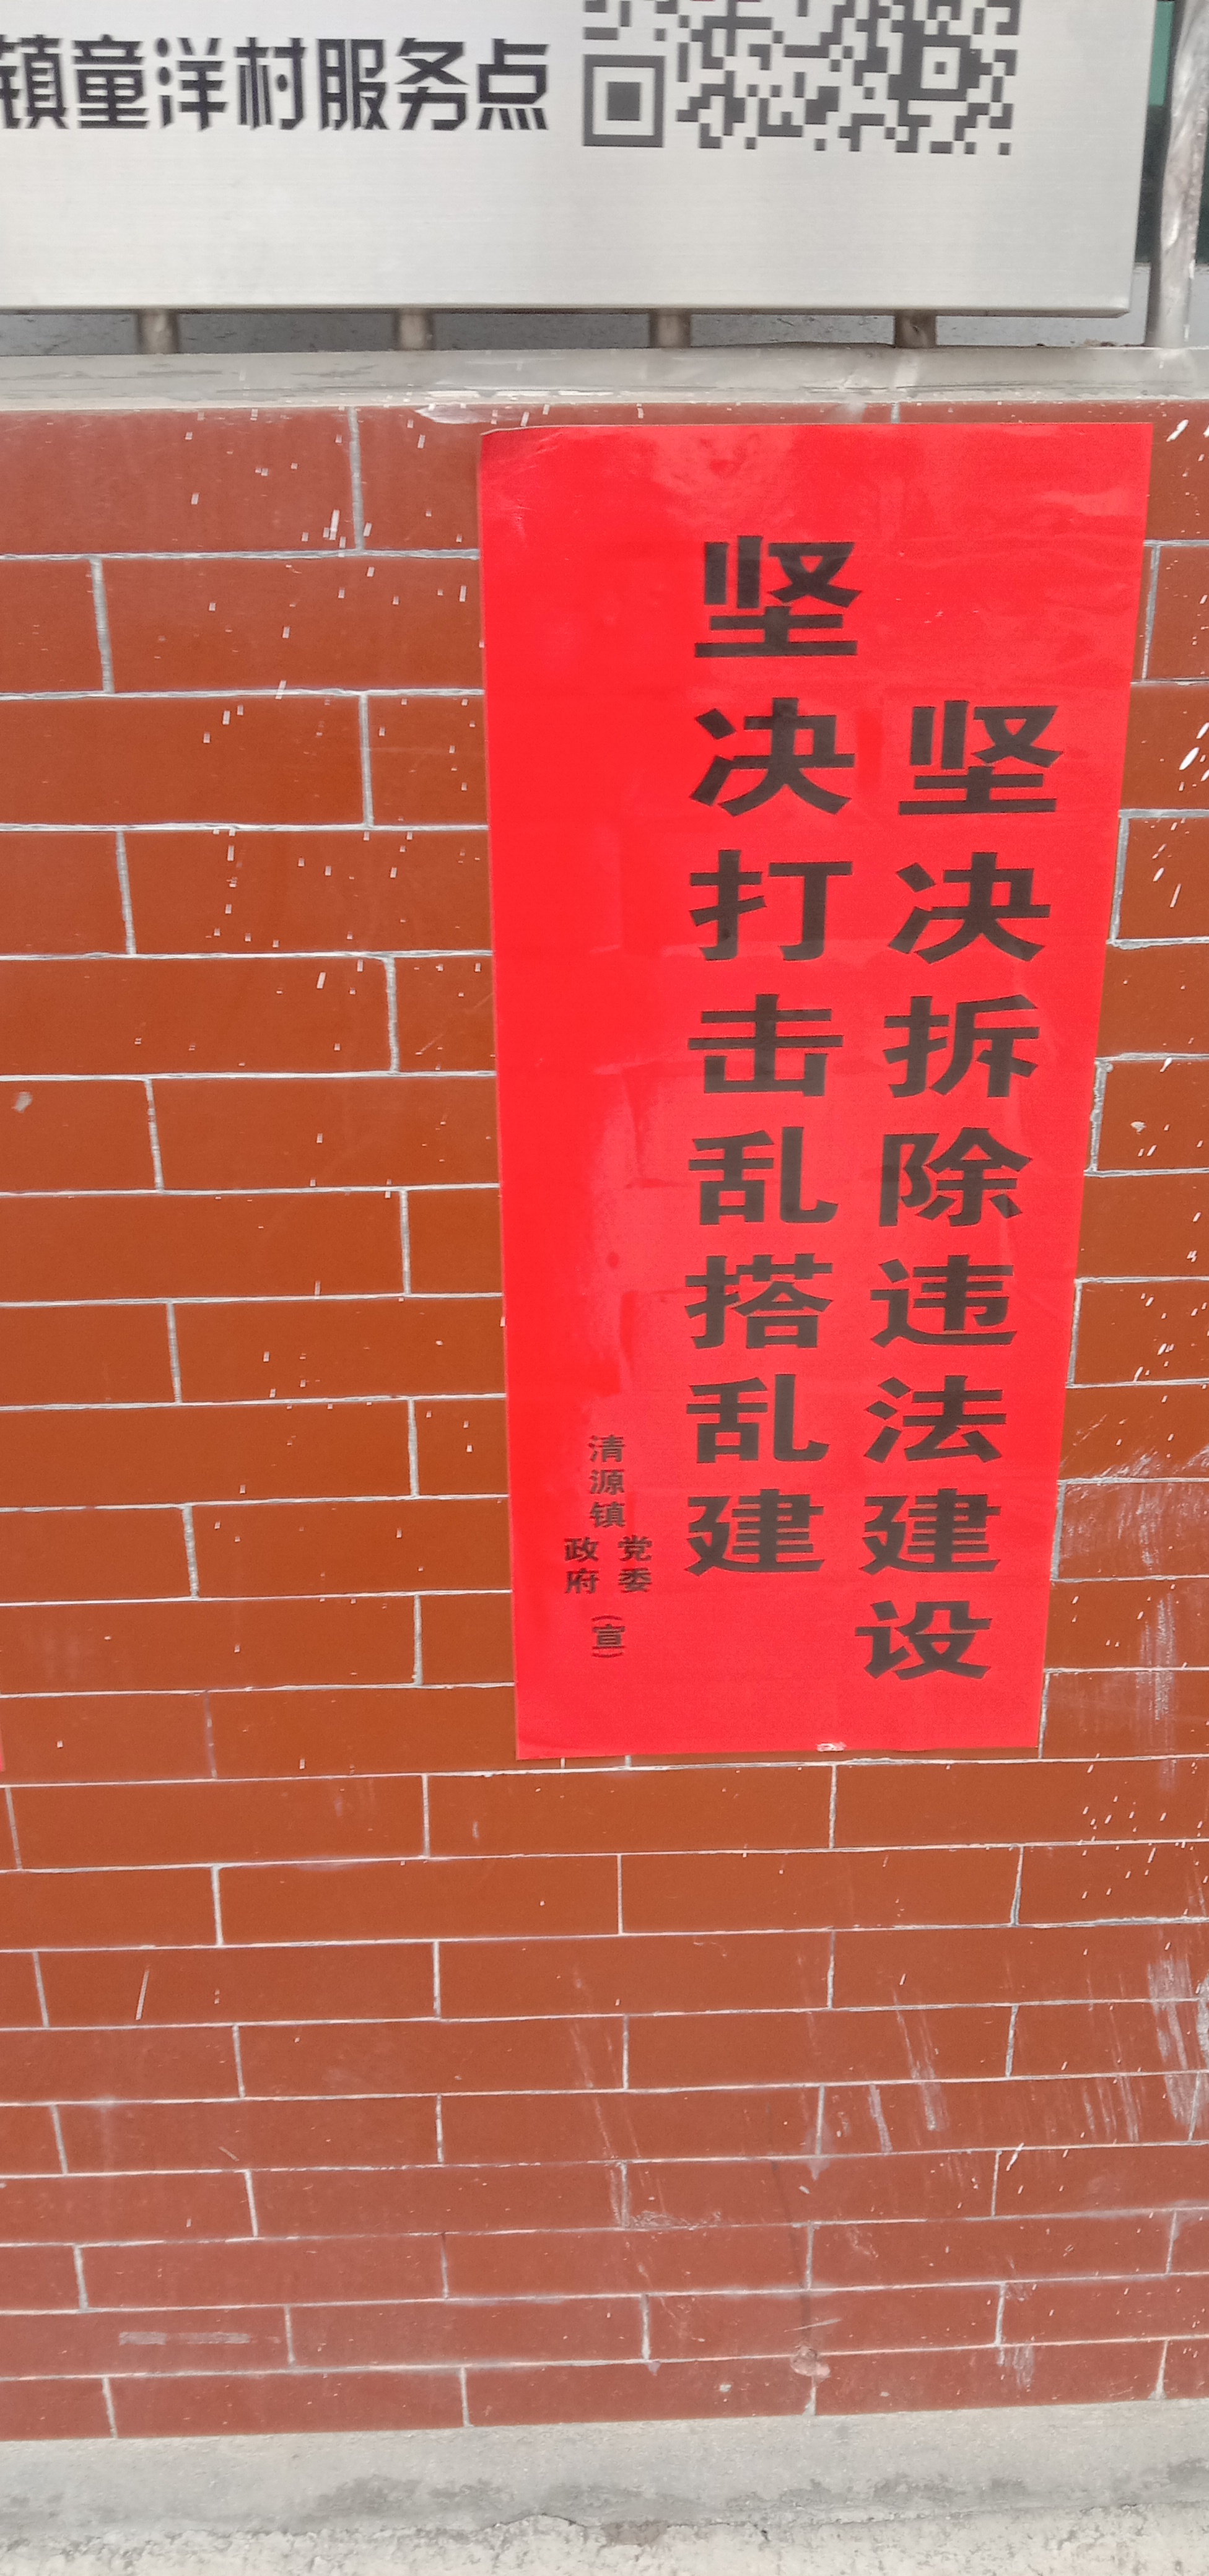 镇童洋村服务点
坚决拆除违法建设
坚决打击乱搭乱建
清源镇
党委
政府
（宣）